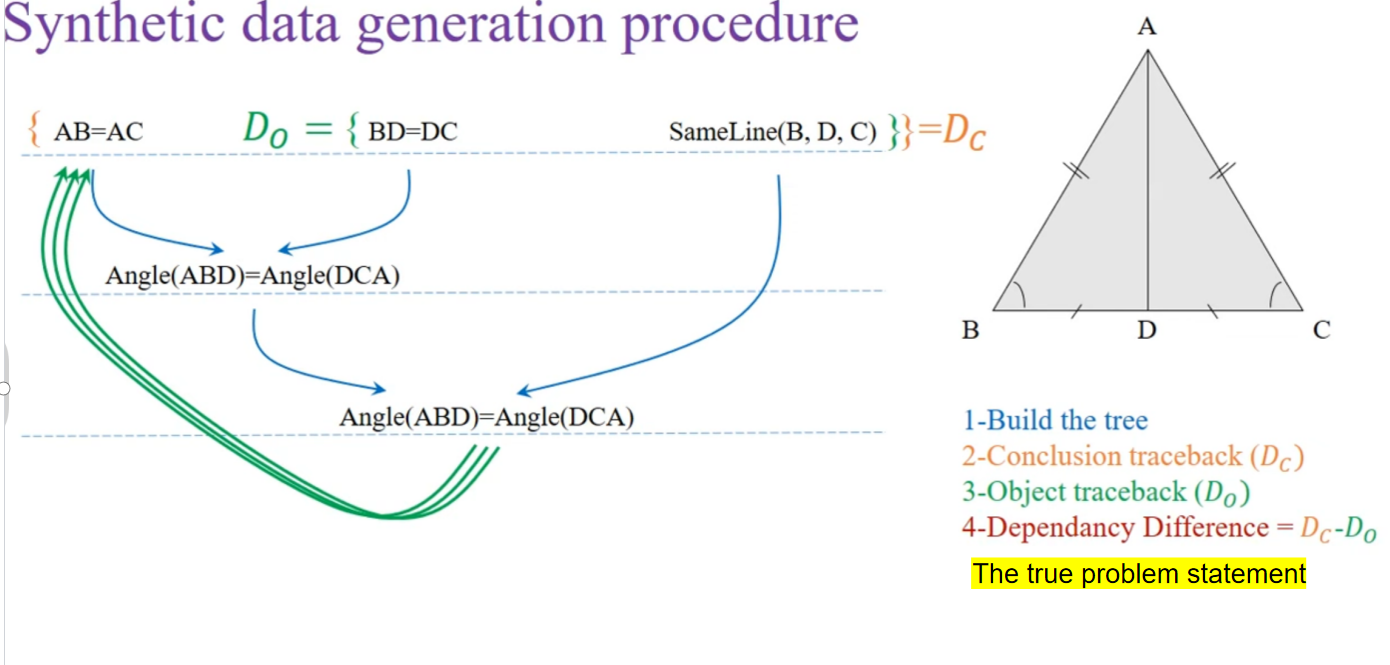 Synthetic data generation procedure
A
{ AB=AC D_O = { BD=DC SameLine(B, D, C) }}=D_C
Angle(ABD)=Angle(DCA)
B D C
Angle(ABD)=Angle(DCA)
1-Build the tree
2-Conclusion traceback (D_C)
3-Object traceback (D_O)
4-Dependancy Difference = D_C-D_O
The true problem statement